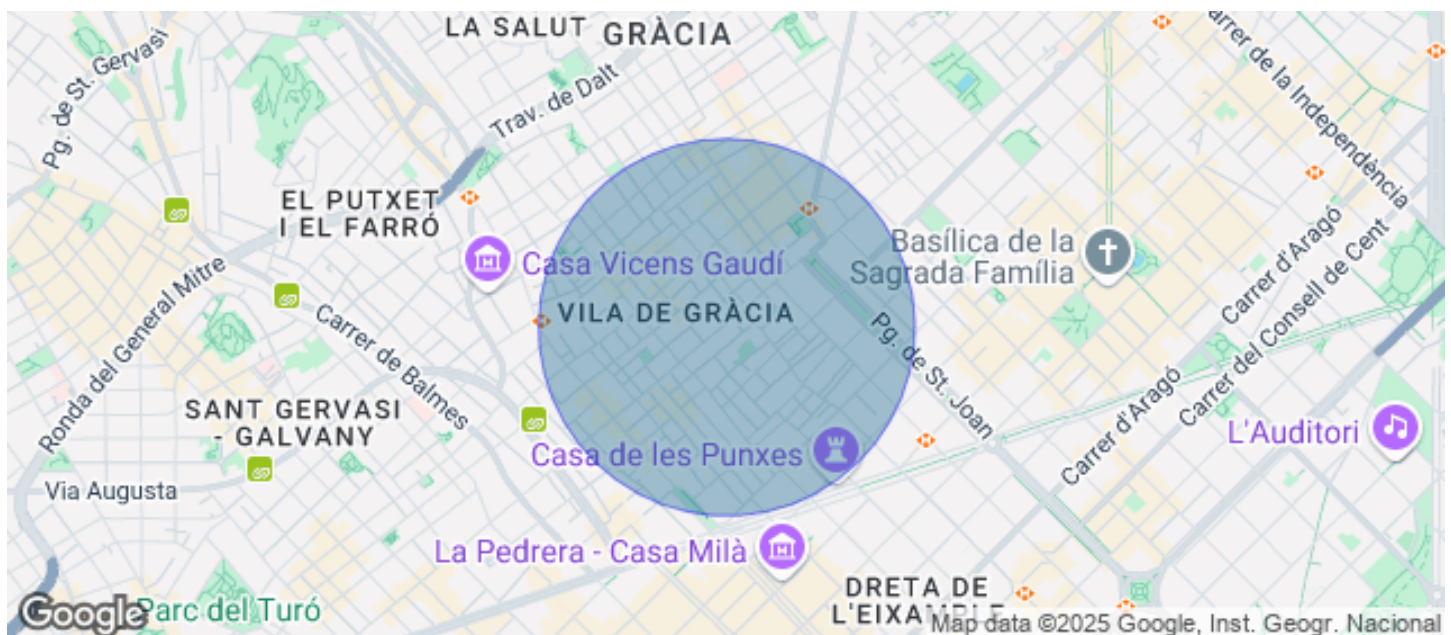 LA SALUT
GRÀCIA
Pg. de St. Gervasi
Trav. de Dalt
Carrer de la Independència
EL PUTXET
I EL FARRÓ
Casa Vicens Gaudí
Basílica de la
Sagrada Família
VILA DE GRÀCIA
Ronda del General Mitre
Carrer de Balmes
Pg. de St. Joan
Carrer d'Aragó
Carrer del Consell de Cent
SANT GERVASI
- GALVANY
Carrer d'Aragó
L'Auditori
Casa de les Punxes
Via Augusta
La Pedrera - Casa Milà
DRETA DE
L'EIXAMPLE
Parc del Turó
Google
Map data ©2025 Google, Inst. Geogr. Nacional